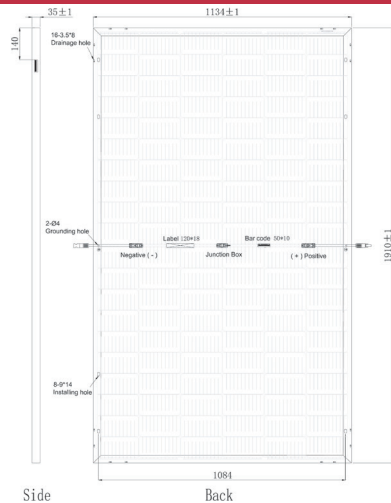 35±1
1134±1
140
16-3.5*8
Drainage hole
2-Ø4
Grounding hole
Label 120*18
Bar code 50*10
Negative ( - )
Junction Box
( + ) Positive
1910±1
8-9*14
Installing hole
1084
Side
Back